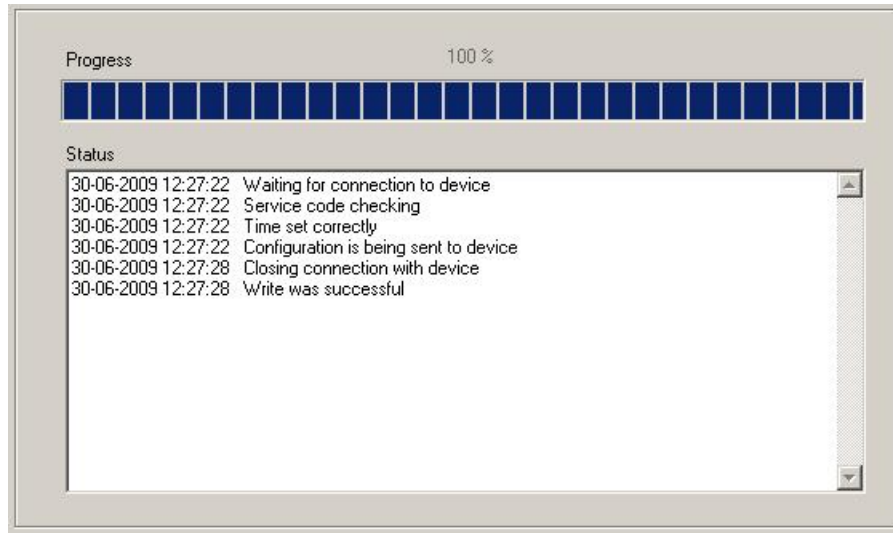 Progress
100 %
Status
30-06-2009 12:27:22 Waiting for connection to device
30-06-2009 12:27:22 Service code checking
30-06-2009 12:27:22 Time set correctly
30-06-2009 12:27:22 Configuration is being sent to device
30-06-2009 12:27:28 Closing connection with device
30-06-2009 12:27:28 Write was successful